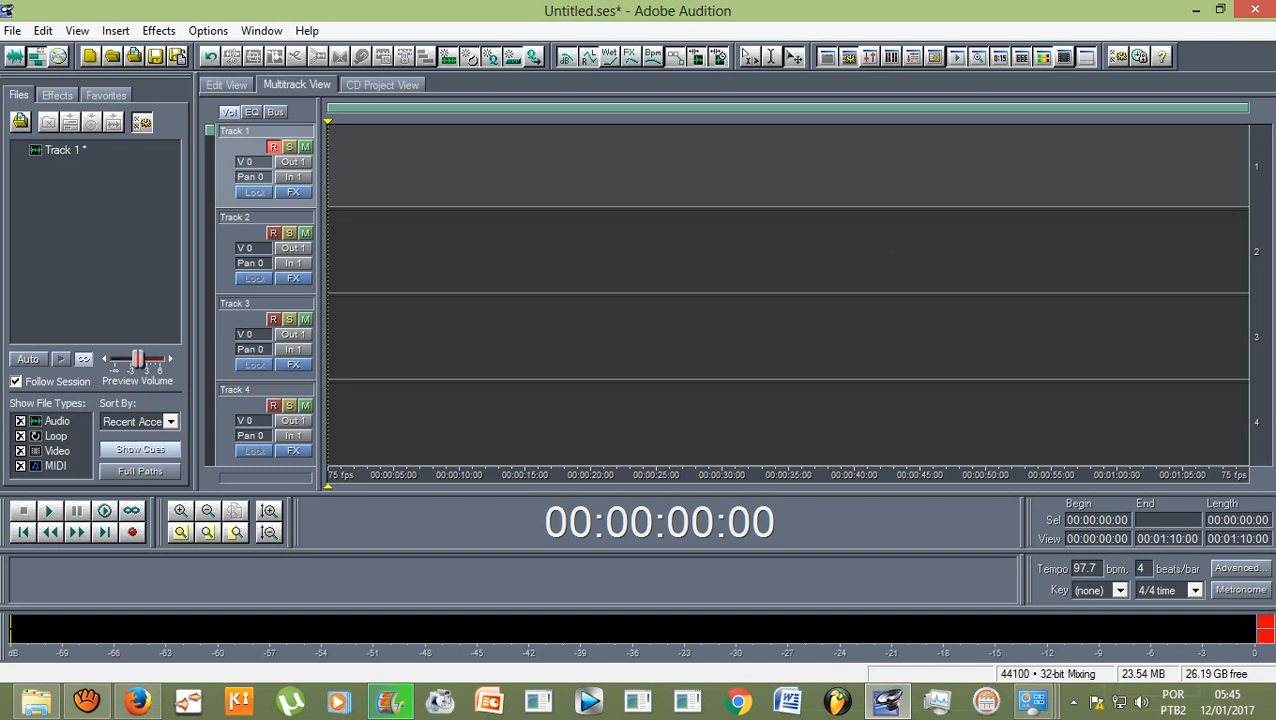 Untitled.ses* - Adobe Audition
File Edit View Insert Effects Options Window Help
Wet FX Bpm 0:15
Files Effects Favorites
Edit View Multitrack View CD Project View
Vol EQ Bus
Track 1 *
Track 1
R S M
V 0 Out 1
Pan 0 In 1
Lock FX
1
Track 2
R S M
V 0 Out 1
Pan 0 In 1
Lock FX
2
Track 3
R S M
V 0 Out 1
Pan 0 In 1
Lock FX
3
Track 4
R S M
V 0 Out 1
Pan 0 In 1
Lock FX
4
Auto
-∞ -3 3 6
Follow Session Preview Volume
Show File Types: Sort By:
Audio Recent Acce
Loop
Video Show Cues
MIDI Full Paths
75 fps 00:00:05:00 00:00:10:00 00:00:15:00 00:00:20:00 00:00:25:00 00:00:30:00 00:00:35:00 00:00:40:00 00:00:45:00 00:00:50:00 00:00:55:00 00:01:00:00 00:01:05:00 75 fps
00:00:00:00
Begin End Length
Sel 00:00:00:00 00:00:00:00
View 00:00:00:00 00:01:10:00 00:01:10:00
Tempo 97.7 bpm, 4 beats/bar Advanced...
Key (none) 4/4 time Metronome
dB -69 -66 -63 -60 -57 -54 -51 -48 -45 -42 -39 -36 -33 -30 -27 -24 -21 -18 -15 -12 -9 -6 -3 0
44100 • 32-bit Mixing 23.54 MB 26.19 GB free
POR 05:45
PTB2 12/01/2017